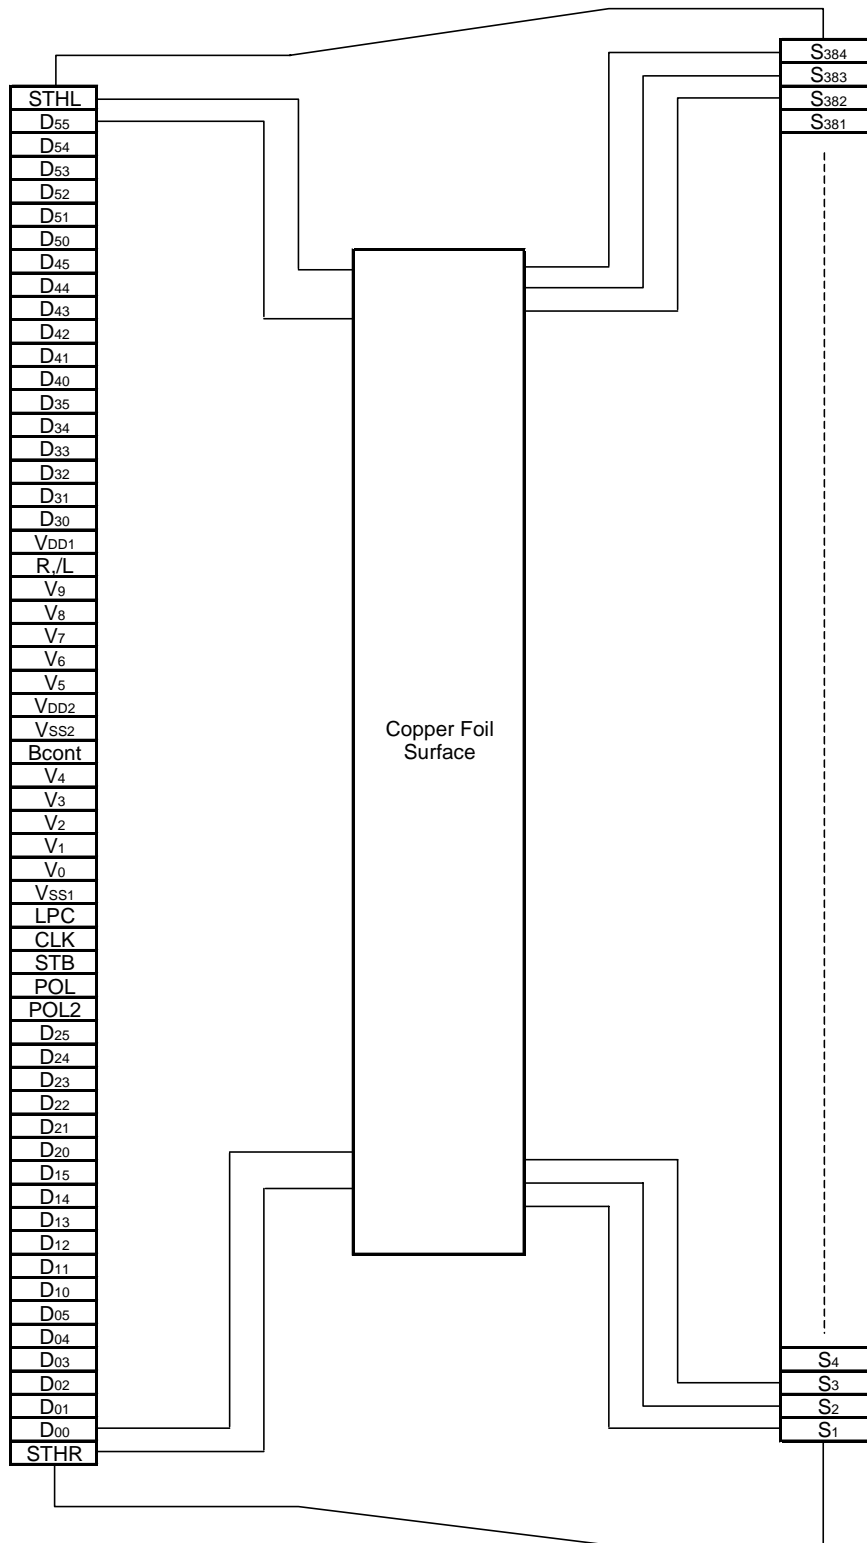 STHL
D55
D54
D53
D52
D51
D50
D45
D44
D43
D42
D41
D40
D35
D34
D33
D32
D31
D30
VDD1
R,/L
V9
V8
V7
V6
V5
VDD2
VSS2
Bcont
V4
V3
V2
V1
V0
VSS1
LPC
CLK
STB
POL
POL2
D25
D24
D23
D22
D21
D20
D15
D14
D13
D12
D11
D10
D05
D04
D03
D02
D01
D00
STHR
Copper Foil
Surface
S384
S383
S382
S381
S4
S3
S2
S1